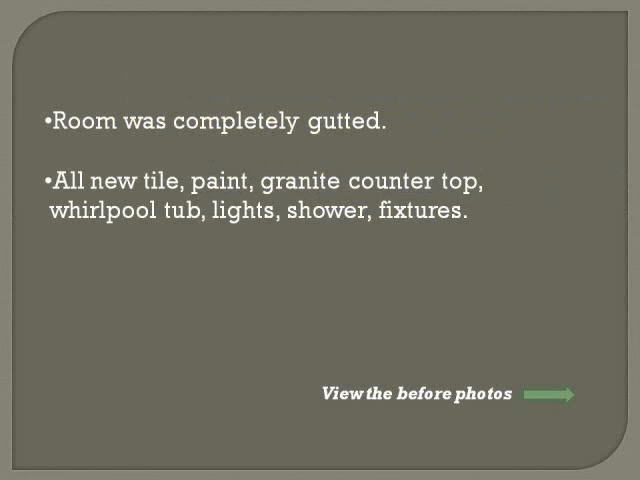 •Room was completely gutted.
•All new tile, paint, granite counter top,
whirlpool tub, lights, shower, fixtures.
View the before photos